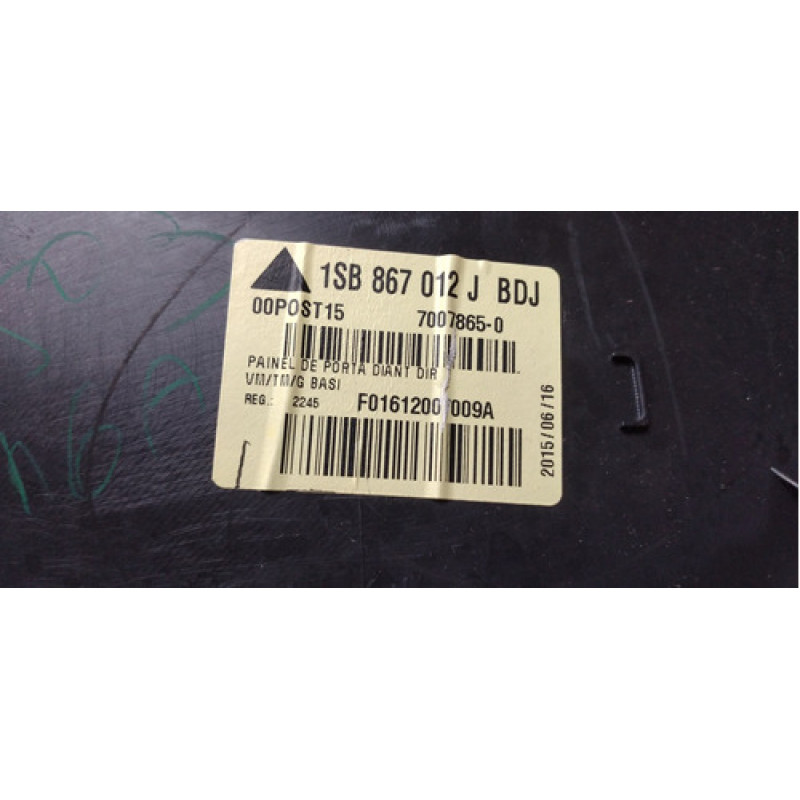 1SB 867 012 J BDJ
00POST15 7007865-0
PAINEL DE PORTA DIANT DIR
VM/TM/G BASI
REG.: 2245 F01612007009A
2015/06/16